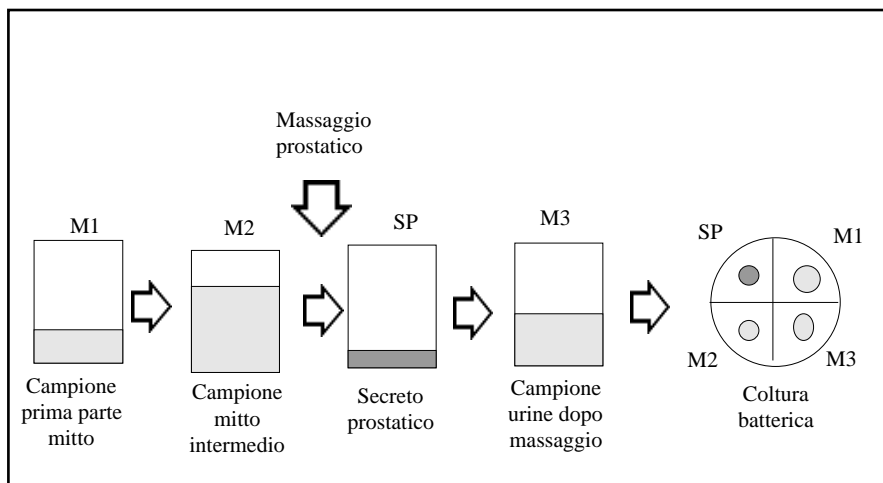 Massaggio
prostatico
M1
M2
SP
M3
Campione
prima parte
mitto
Campione
mitto
intermedio
Secreto
prostatico
Campione
urine dopo
massaggio
SP
M1
M2
M3
Coltura
batterica